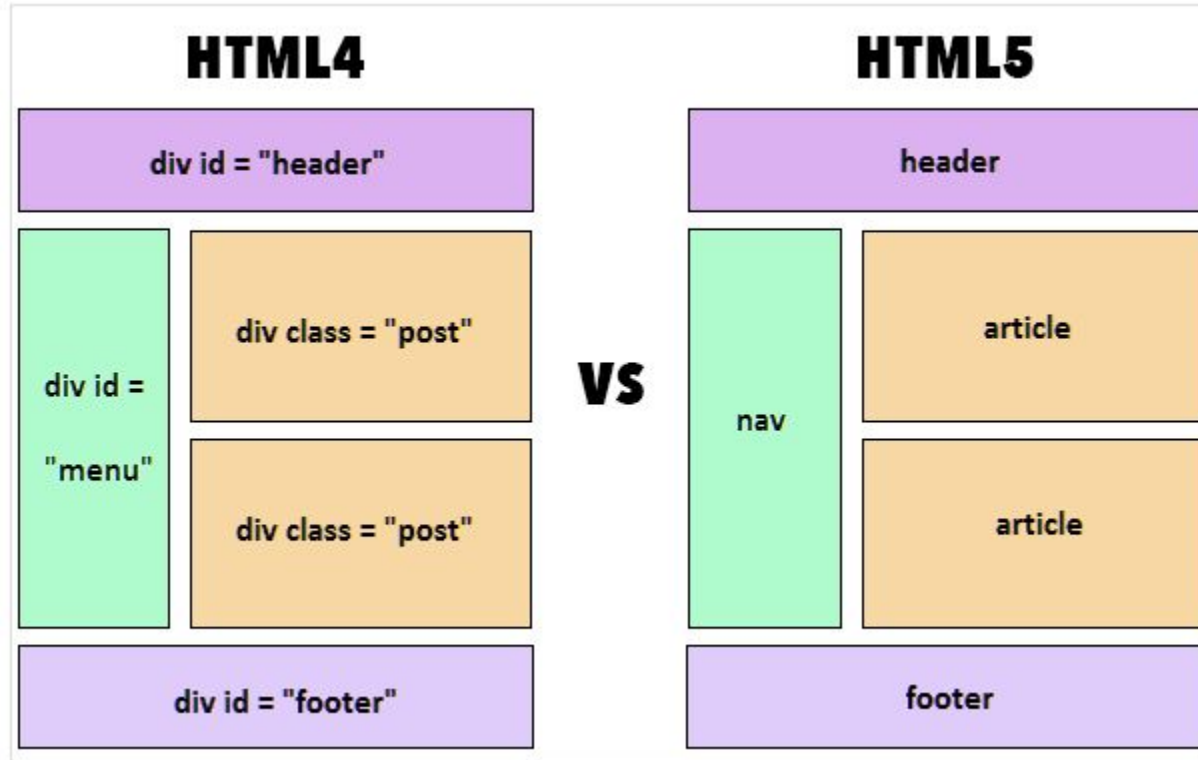 HTML4
div id = "header"
div id =
"menu"
div class = "post"
div class = "post"
div id = "footer"
VS
HTML5
header
nav
article
article
footer